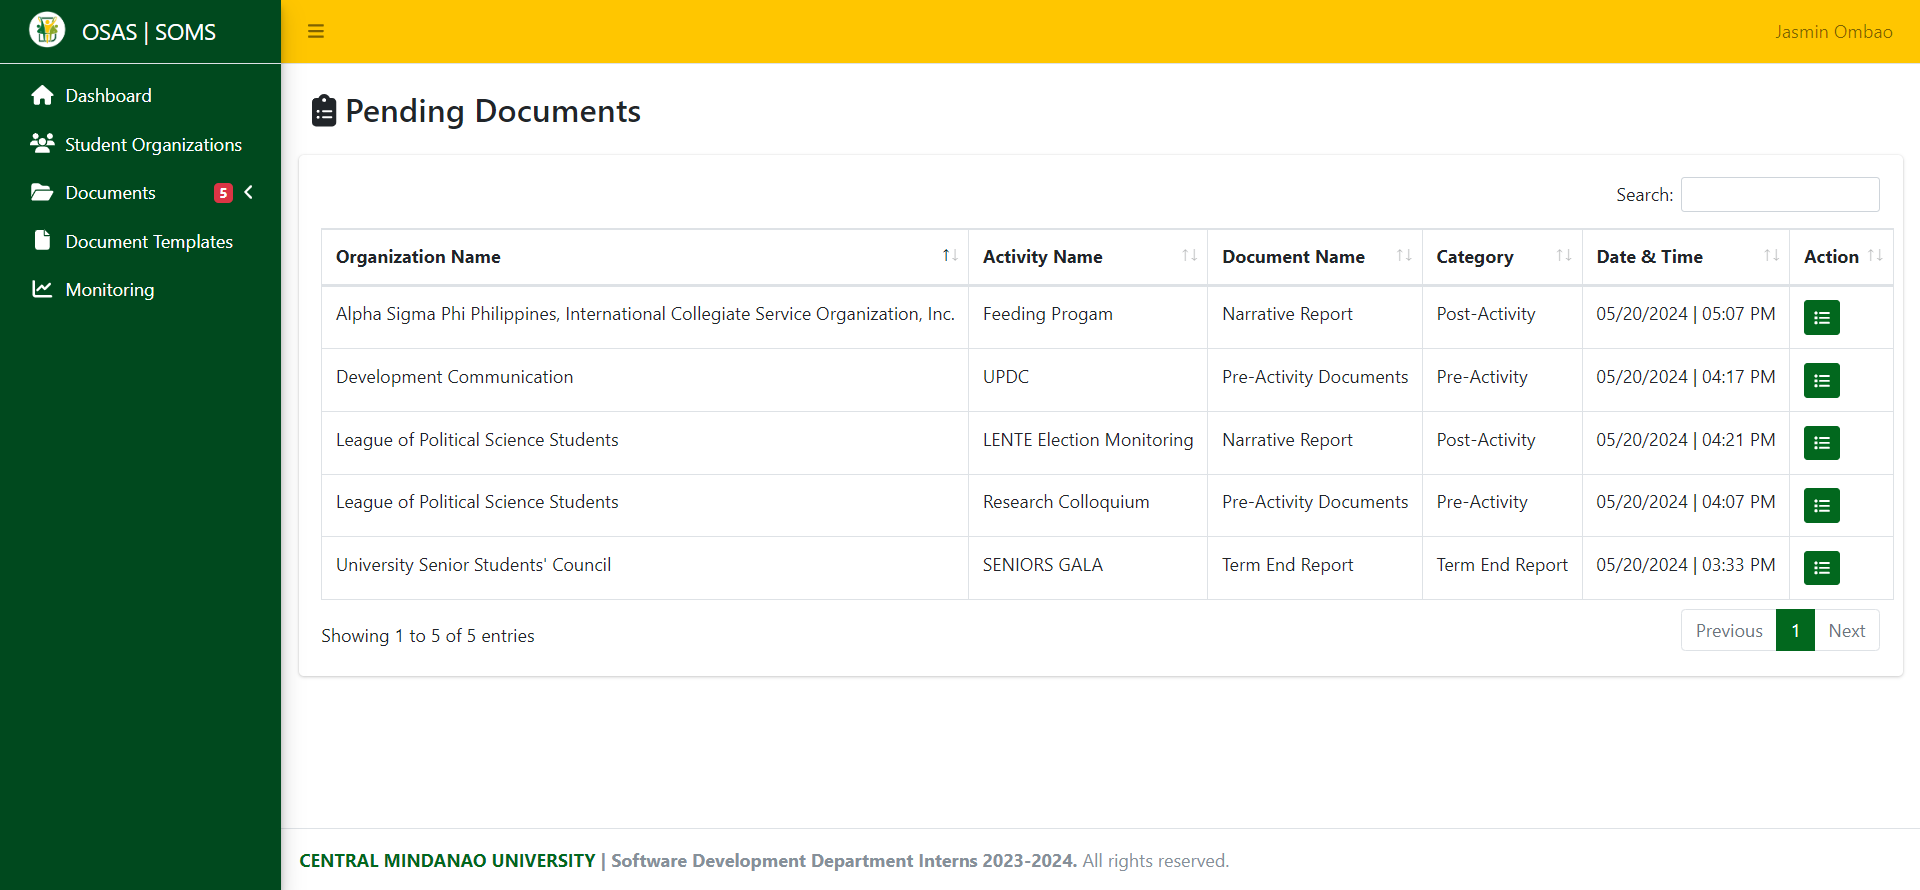 OSAS | SOMS
Jasmin Ombao
Dashboard
Student Organizations
Documents 5
Document Templates
Monitoring
Pending Documents
Search:
Organization Name Activity Name Document Name Category Date & Time Action
Alpha Sigma Phi Philippines, International Collegiate Service Organization, Inc. Feeding Progam Narrative Report Post-Activity 05/20/2024 | 05:07 PM
Development Communication UPDC Pre-Activity Documents Pre-Activity 05/20/2024 | 04:17 PM
League of Political Science Students LENTE Election Monitoring Narrative Report Post-Activity 05/20/2024 | 04:21 PM
League of Political Science Students Research Colloquium Pre-Activity Documents Pre-Activity 05/20/2024 | 04:07 PM
University Senior Students' Council SENIORS GALA Term End Report Term End Report 05/20/2024 | 03:33 PM
Showing 1 to 5 of 5 entries
Previous 1 Next
CENTRAL MINDANAO UNIVERSITY | Software Development Department Interns 2023-2024. All rights reserved.